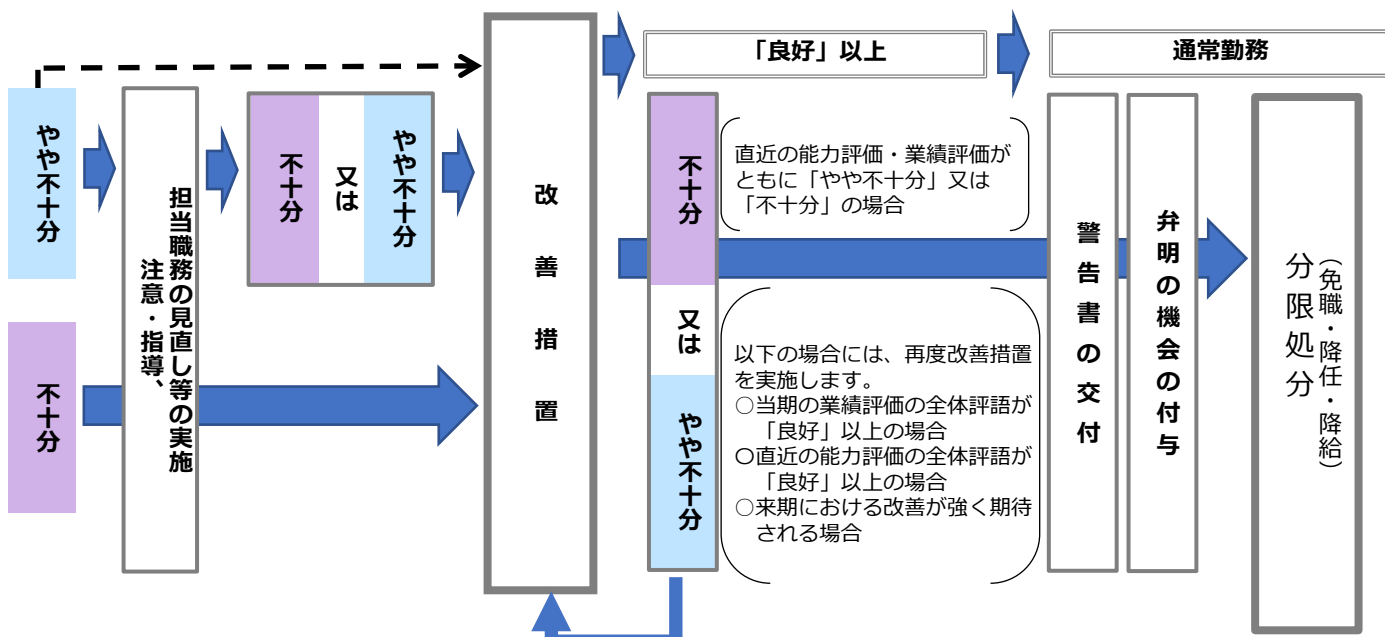 やや不十分
不十分
注意・指導、
担当職務の見直し等の実施
不十分
又は
やや不十分
改善措置
「良好」以上
通常勤務
不十分
又は
やや不十分
直近の能力評価・業績評価が
ともに「やや不十分」又は
「不十分」の場合
以下の場合には、再度改善措置
を実施します。
○当期の業績評価の全体評語が
「良好」以上の場合
○直近の能力評価の全体評語が
「良好」以上の場合
○来期における改善が強く期待
される場合
警告書の交付
弁明の機会の付与
分限処分
（免職・降任・降給）